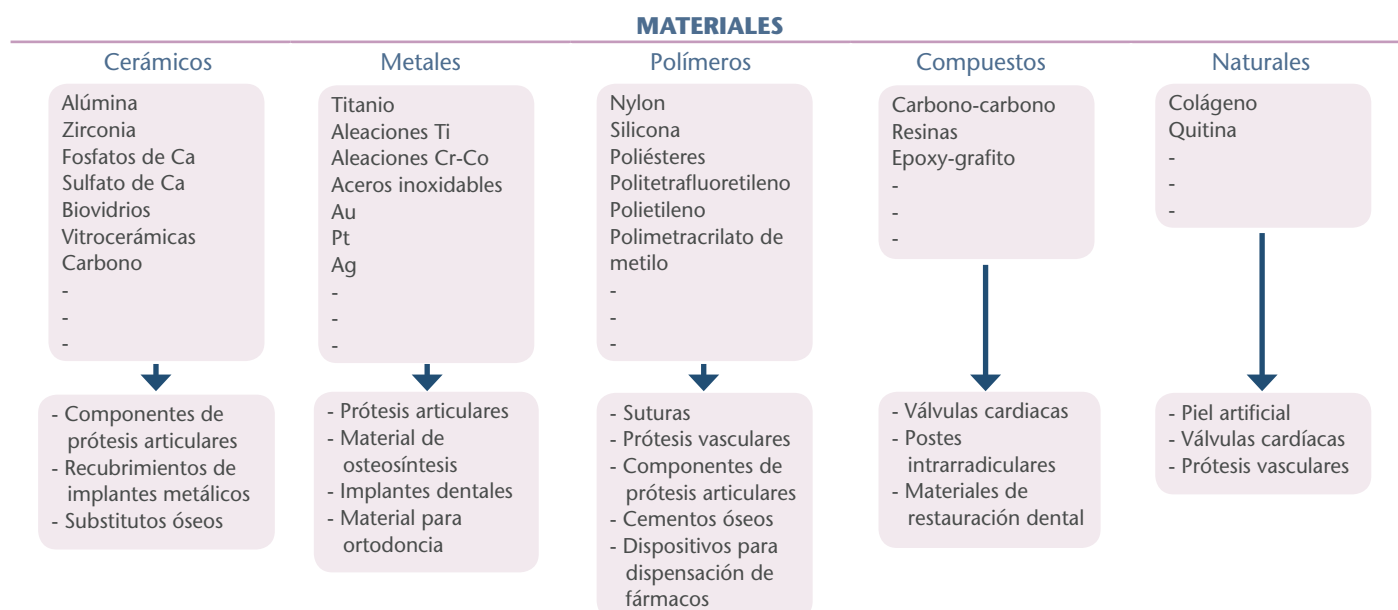 MATERIALES
Cerámicos
Alúmina
Zirconia
Fosfatos de Ca
Sulfato de Ca
Biovidrios
Vitrocerámicas
Carbono
-
-
-
- Componentes de
prótesis articulares
- Recubrimientos de
implantes metálicos
- Substitutos óseos
Metales
Titanio
Aleaciones Ti
Aleaciones Cr-Co
Aceros inoxidables
Au
Pt
Ag
-
-
-
- Prótesis articulares
- Material de
osteosíntesis
- Implantes dentales
- Material para
ortodoncia
Polímeros
Nylon
Silicona
Poliésteres
Politetrafluoretileno
Polietileno
Polimetracrilato de
metilo
-
-
-
- Suturas
- Prótesis vasculares
- Componentes de
prótesis articulares
- Cementos óseos
- Dispositivos para
dispensación de
fármacos
Compuestos
Carbono-carbono
Resinas
Epoxy-grafito
-
-
-
- Válvulas cardiacas
- Postes
intrarradiculares
- Materiales de
restauración dental
Naturales
Colágeno
Quitina
-
-
-
- Piel artificial
- Válvulas cardíacas
- Prótesis vasculares